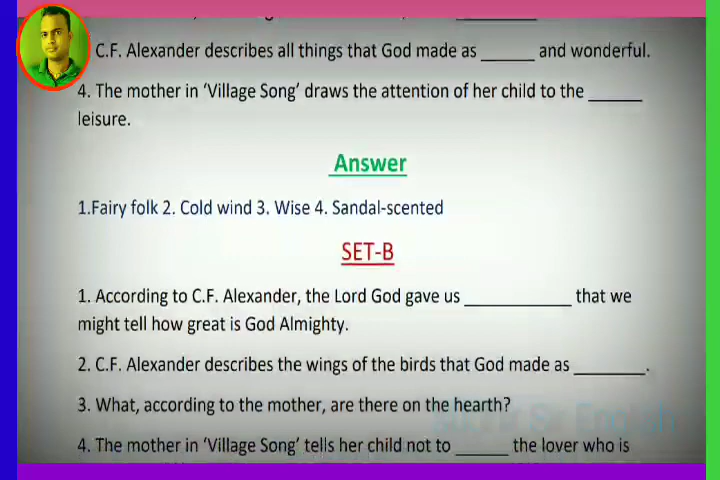 C.F. Alexander describes all things that God made as ______ and wonderful.
4. The mother in ‘Village Song’ draws the attention of her child to the ______
leisure.
Answer
1.Fairy folk 2. Cold wind 3. Wise 4. Sandal-scented
SET-B
1. According to C.F. Alexander, the Lord God gave us ____________ that we
might tell how great is God Almighty.
2. C.F. Alexander describes the wings of the birds that God made as ________.
3. What, according to the mother, are there on the hearth?
English
4. The mother in ‘Village Song’ tells her child not to ______ the lover who is